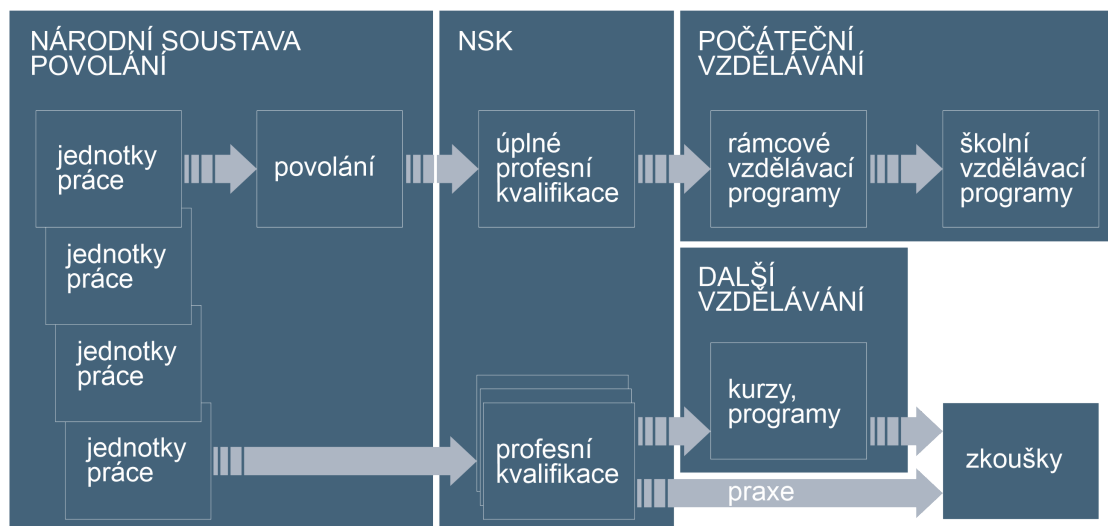 NÁRODNÍ SOUSTAVA
POVOLÁNÍ
jednotky
práce
povolání
jednotky
práce
jednotky
práce
jednotky
práce
NSK
úplné
profesní
kvalifikace
profesní
kvalifikace
POČÁTEČNÍ
VZDĚLÁVÁNÍ
rámcové
vzdělávací
programy
školní
vzdělávací
programy
DALŠÍ
VZDĚLÁVÁNÍ
kurzy,
programy
praxe
zkoušky